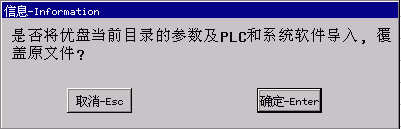 信息-Information
是否将优盘当前目录的参数及PLC和系统软件导入，覆
盖原文件?
取消-Esc
确定-Enter